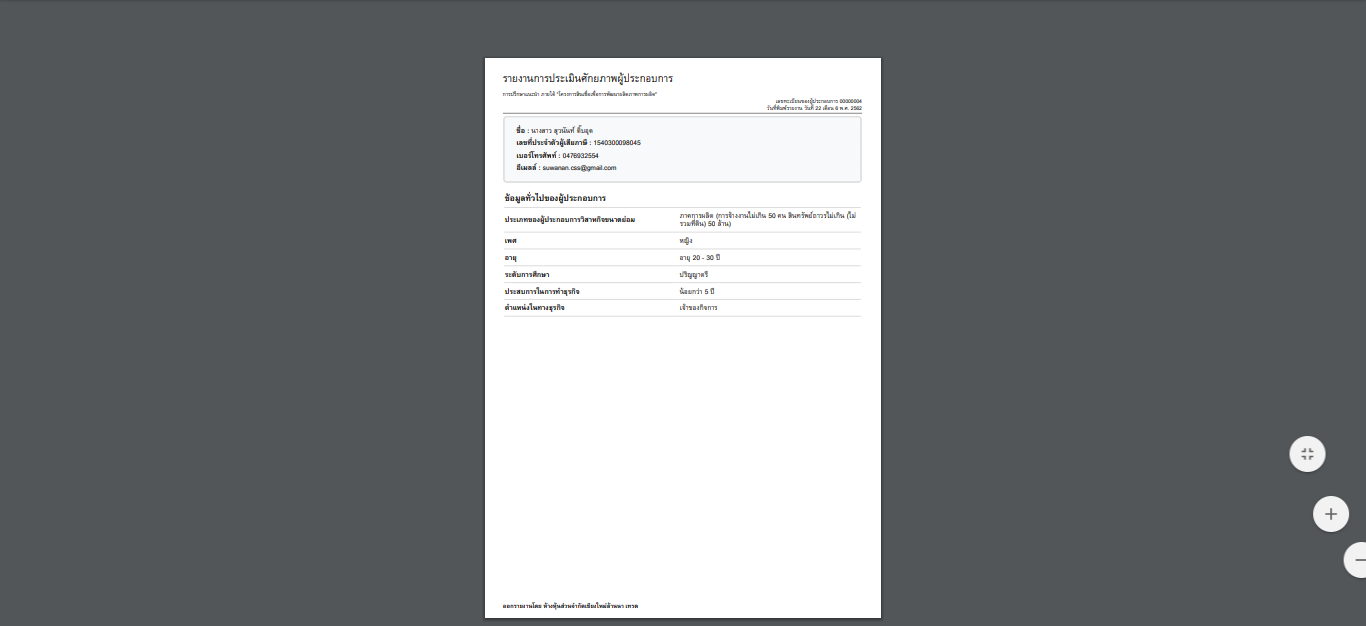 รายงานการประเมินศักยภาพผู้ประกอบการ
การปรึกษาแนะนำ ภายใต้ "โครงการสินเชื่อเพื่อการพัฒนาผลิตภาพการผลิต"
เลขทะเบียนของผู้ประกอบการ 00000004
วันที่พิมพ์รายงาน วันที่ 22 เดือน 6 พ.ศ. 2562
ชื่อ : นางสาว สุวนันท์ ติ๊บอุด
เลขที่ประจำตัวผู้เสียภาษี : 1540300098045
เบอร์โทรศัพท์ : 0476932554
อีเมลล์ : suwanan.css@gmail.com
ข้อมูลทั่วไปของผู้ประกอบการ
ประเภทของผู้ประกอบการวิสาหกิจขนาดย่อม ภาคการผลิต (การจ้างงานไม่เกิน 50 คน สินทรัพย์ถาวรไม่เกิน (ไม่
รวมที่ดิน) 50 ล้าน)
เพศ หญิง
อายุ อายุ 20 - 30 ปี
ระดับการศึกษา ปริญญาตรี
ประสบการในการทำธุรกิจ น้อยกว่า 5 ปี
ตำแหน่งในทางธุรกิจ เจ้าของกิจการ
ออกรายงานโดย ห้างหุ้นส่วนจำกัดเชียงใหม่ล้านนา เทรด